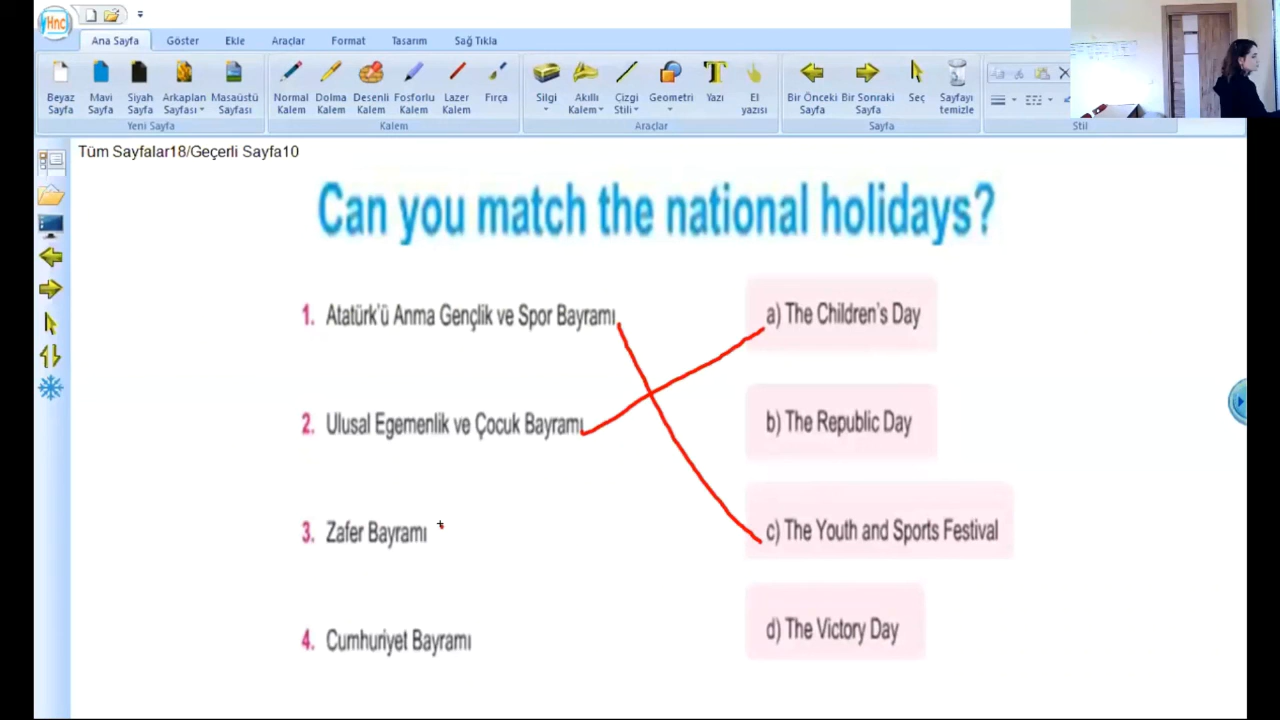 Hnc
Ana Sayfa Göster Ekle Araçlar Format Tasarım Sağ Tıkla
Beyaz Sayfa Mavi Sayfa Siyah Sayfa Arkaplan Sayfası Masaüstü Sayfa Normal Kalem Dolma Kalem Desenli Kalem Fosforlu Kalem Lazer Kalem Fırça Silgi Akıllı Kalem Çizgi Stili Geometri Yazı El yazısı Bir Önceki Sayfa Bir Sonraki Sayfa Seç Sayfayı temizle
Yeni Sayfa Kalem Araçlar Sayfa Stil
Tüm Sayfalar18/Geçerli Sayfa10
Can you match the national holidays?
1. Atatürk'ü Anma Gençlik ve Spor Bayramı a) The Children's Day
2. Ulusal Egemenlik ve Çocuk Bayramı b) The Republic Day
3. Zafer Bayramı c) The Youth and Sports Festival
4. Cumhuriyet Bayramı d) The Victory Day